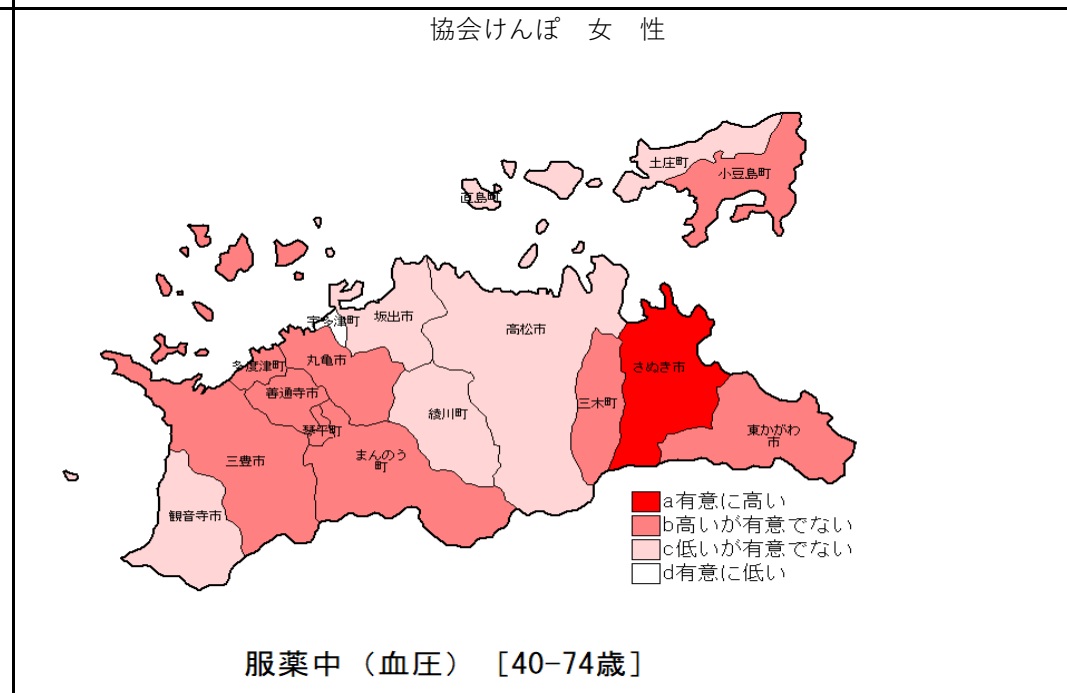 協会けんぽ　女　性
土庄町
小豆島町
直島町
宇多津町
坂出市
高松市
多度津町
丸亀市
さぬき市
善通寺市
綾川町
三木町
琴平町
東かがわ
市
まんのう
町
三豊市
観音寺市
a有意に高い
b高いが有意でない
c低いが有意でない
d有意に低い
服薬中（血圧）［40-74歳］